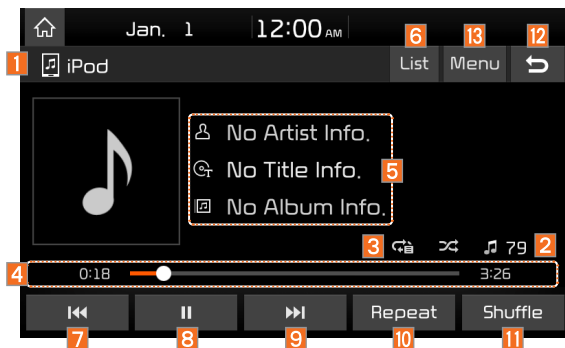 Jan. 1 12:00 AM
6 13 12
1 iPod List Menu
No Artist Info.
No Title Info. 5
No Album Info.
3 79 2
4 0:18 3:26
Repeat Shuffle
7 8 9 10 11